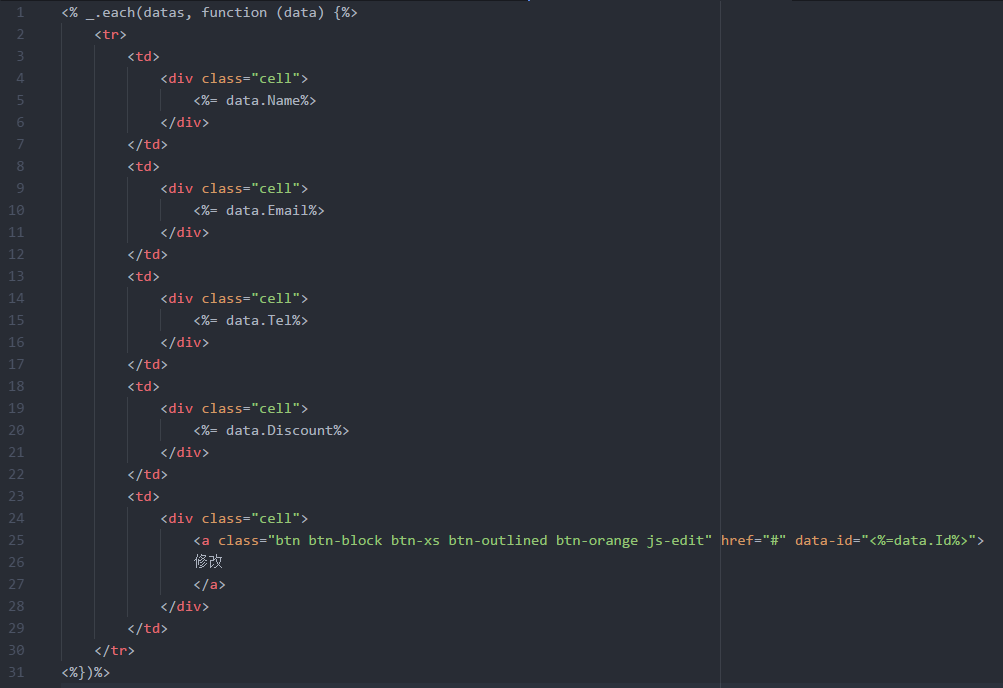 1 <% _.each(datas, function (data) {%>
2 <tr>
3 <td>
4 <div class="cell">
5 <%= data.Name%>
6 </div>
7 </td>
8 <td>
9 <div class="cell">
10 <%= data.Email%>
11 </div>
12 </td>
13 <td>
14 <div class="cell">
15 <%= data.Tel%>
16 </div>
17 </td>
18 <td>
19 <div class="cell">
20 <%= data.Discount%>
21 </div>
22 </td>
23 <td>
24 <div class="cell">
25 <a class="btn btn-block btn-xs btn-outlined btn-orange js-edit" href="#" data-id="<%=data.Id%>">
26 修改
27 </a>
28 </div>
29 </td>
30 </tr>
31 <%})%>